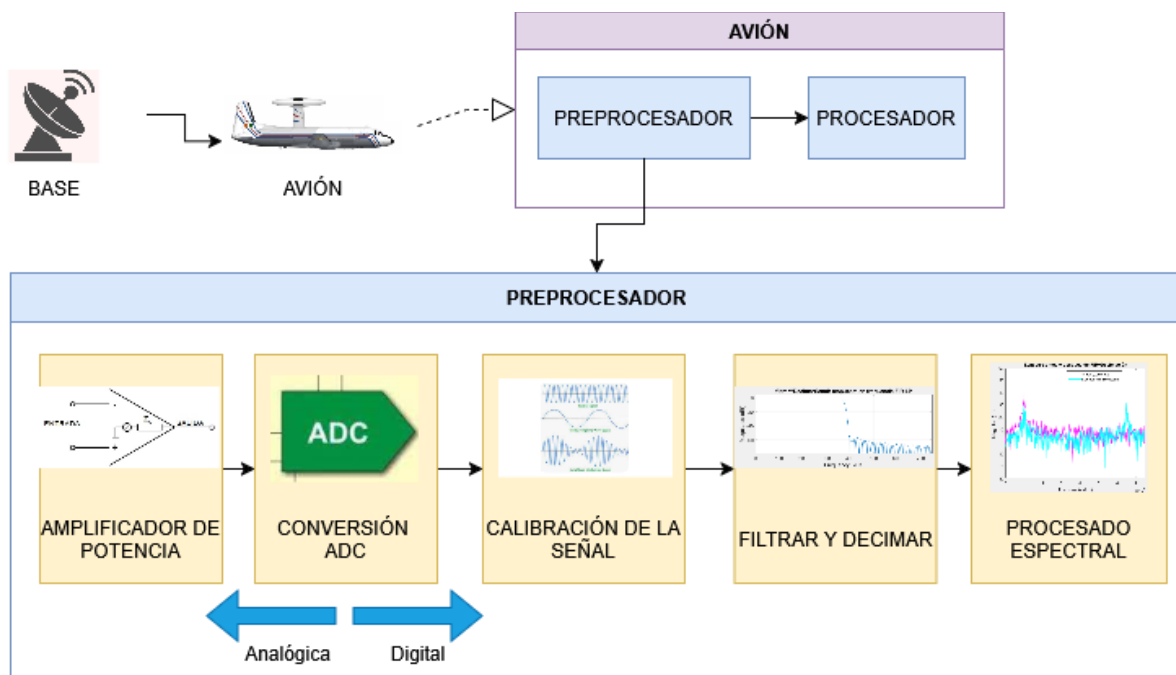 AVIÓN
PREPROCESADOR
PROCESADOR
BASE
AVIÓN
PREPROCESADOR
ENTRADA
ADC
AMPLIFICADOR DE
POTENCIA
CONVERSIÓN
ADC
CALIBRACIÓN DE LA
SEÑAL
FILTRAR Y DECIMAR
PROCESADO
ESPECTRAL
Analógica
Digital